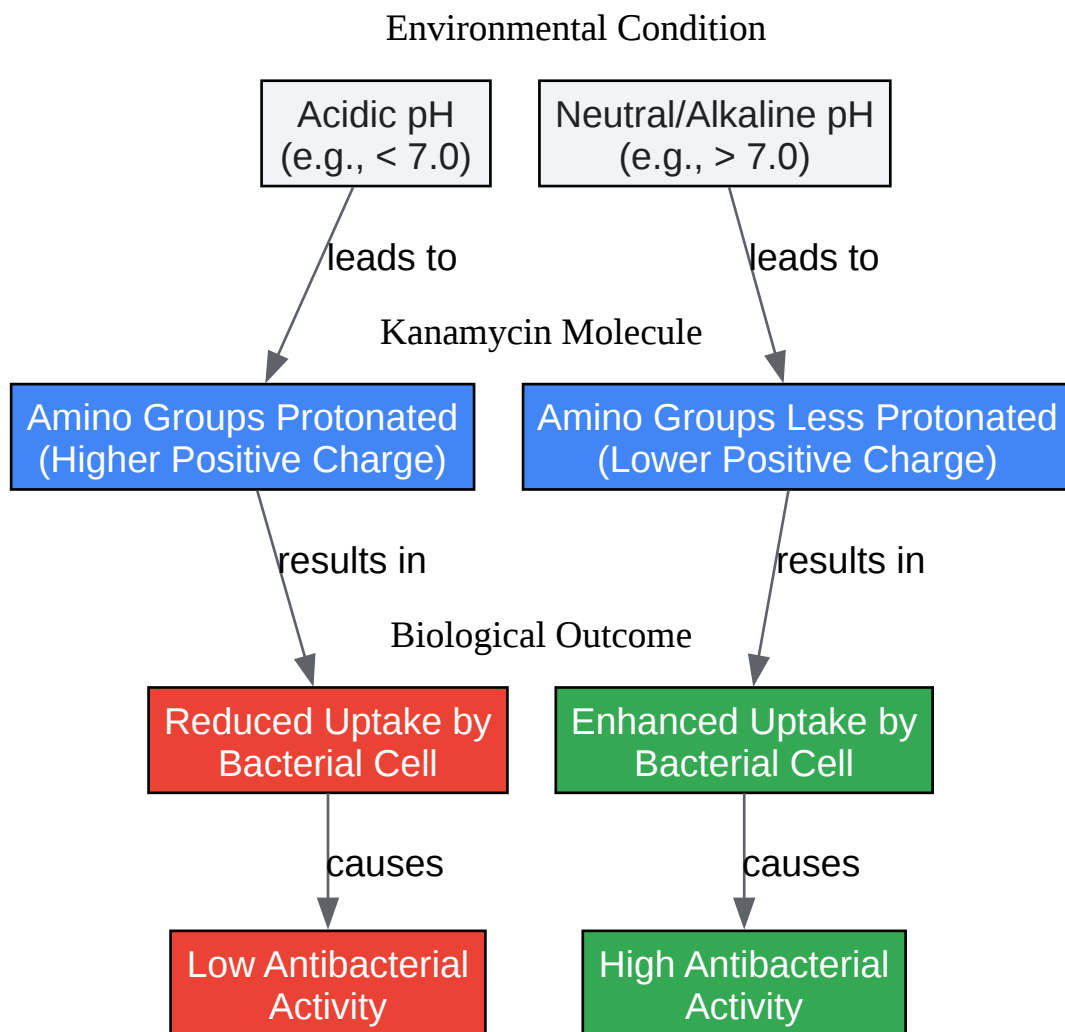 Environmental Condition
Acidic pH
(e.g., < 7.0)
Neutral/Alkaline pH
(e.g., > 7.0)
leads to
leads to
Kanamycin Molecule
Amino Groups Protonated
(Higher Positive Charge)
Amino Groups Less Protonated
(Lower Positive Charge)
results in
results in
Biological Outcome
Reduced Uptake by
Bacterial Cell
Enhanced Uptake by
Bacterial Cell
causes
causes
Low Antibacterial
Activity
High Antibacterial
Activity